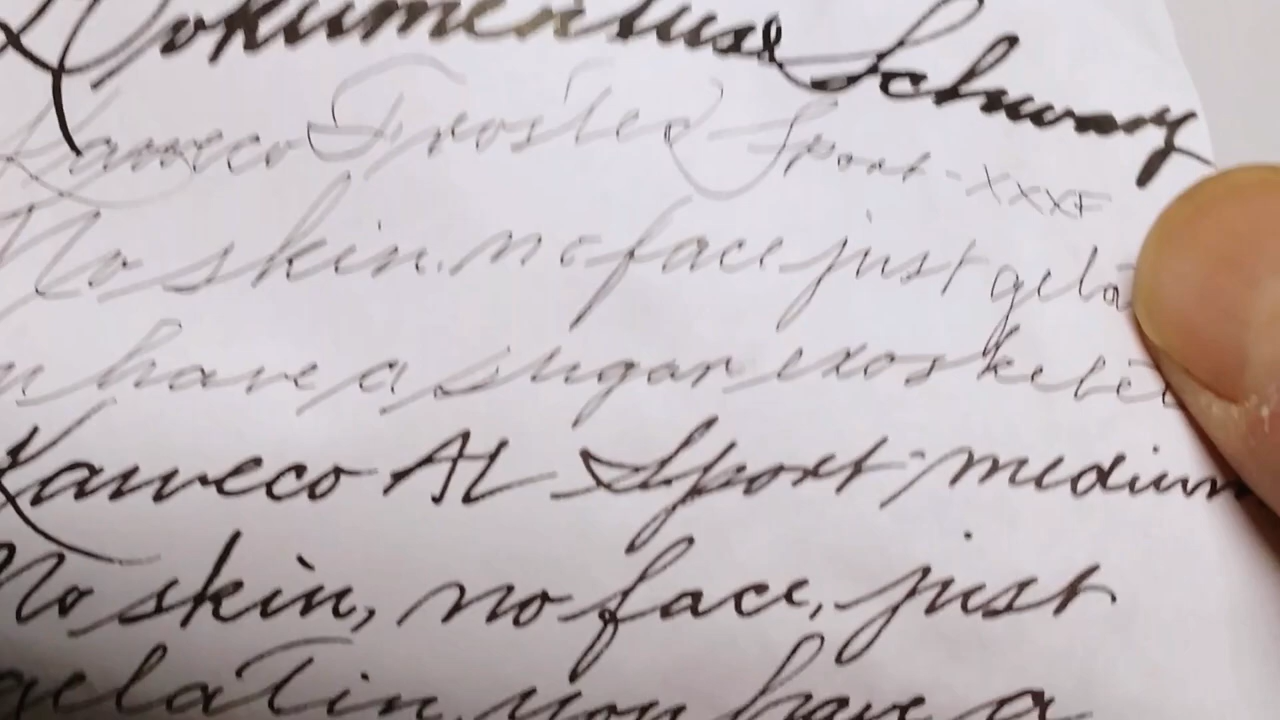 Dokumentus Schwarz
Kaweco Frosted Sport - XXXF
No skin, no face just gela
u have a sugar exoskelet
Kaweco AL Sport - medium
No skin, no face, just
gelatin, you have a